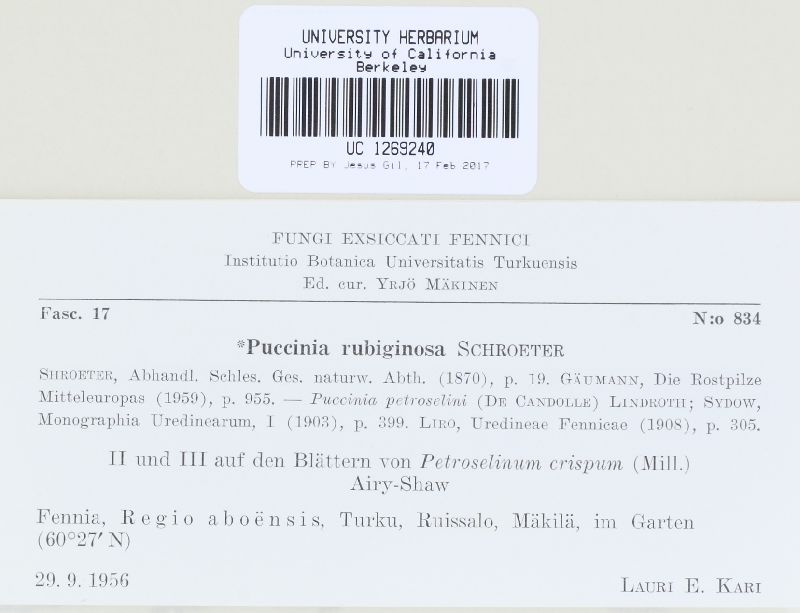 UNIVERSITY HERBARIUM
University of California
Berkeley
UC 1269240
PREP BY Jesus Gil, 17 Feb 2017
FUNGI EXSICCATI FENNICI
Institutio Botanica Universitatis Turkuensis
Ed. cur. YRJÖ MÄKINEN
Fasc. 17
N:o 834
*Puccinia rubiginosa SCHROETER
SHROETER, Abhandl. Schles. Ges. naturw. Abth. (1870), p. 19. GÄUMANN, Die Rostpilze
Mitteleuropas (1959), p. 955. — Puccinia petroselini (DE CANDOLLE) LINDROTH; SYDOW,
Monographia Uredinearum, I (1903), p. 399. LIRO, Uredineae Fennicae (1908), p. 305.
II und III auf den Blättern von Petroselinum crispum (Mill.)
Airy-Shaw
Fennia, Regio aboënsis, Turku, Ruissalo, Mäkilä, im Garten
(60°27′ N)
29. 9. 1956
LAURI E. KARI